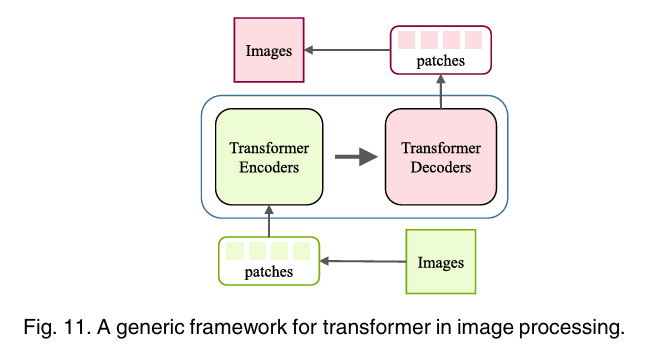 Images
patches
Transformer
Encoders
Transformer
Decoders
patches
Images
Fig. 11. A generic framework for transformer in image processing.